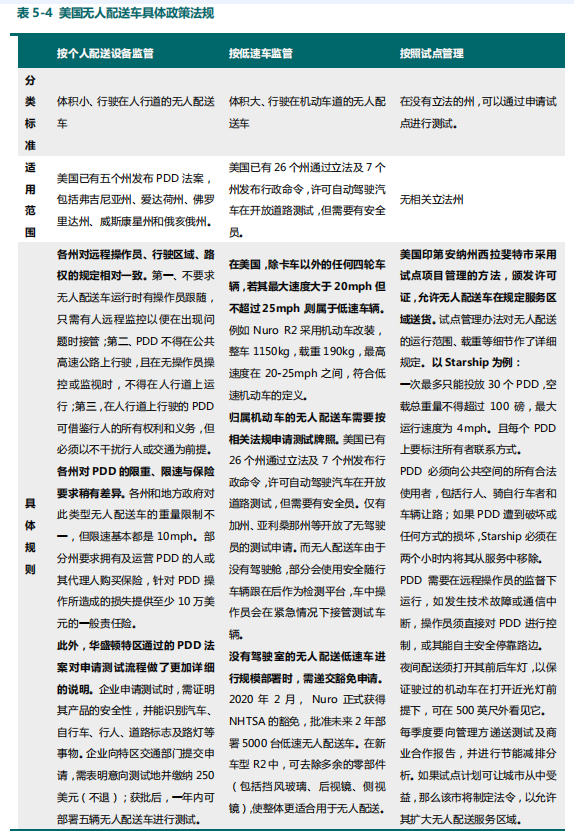 表 5-4 美国无人配送车具体政策法规
按个人配送设备监管
按低速车监管
按照试点管理
分
类
标
准
体积小、行驶在人行道的无人配送
车
体积大、行驶在机动车道的无人配
送车
在没有立法的州，可以通过申请试
点进行测试。
适
用
范
围
美国已有五个州发布 PDD 法案，
包括弗吉尼亚州、爱达荷州、佛罗
里达州、威斯康星州和俄亥俄州。
美国已有 26 个州通过立法及 7 个
州发布行政命令，许可自动驾驶汽
车在开放道路测试，但需要有安全
员。
无相关立法州
具
体
规
则
各州对远程操作员、行驶区域、路
权的规定相对一致。第一、不要求
无人配送车运行时有操作员跟随，
只需有人远程监控以便在出现问
题时接管；第二、PDD 不得在公共
高速公路上行驶，且在无操作员操
控或监视时，不得在人行道上运
行；第三，在人行道上行驶的 PDD
可借鉴行人的所有权利和义务，但
必须以不干扰行人或交通为前提。
各州对 PDD 的限重、限速与保险
要求稍有差异。各州和地方政府对
此类型无人配送车的重量限制不
一，但限速基本都是 10mph。部
分州要求拥有及运营 PDD 的人或
其代理人购买保险，针对 PDD 操
作所造成的损失提供至少 10 万美
元的一般责任险。
此外，华盛顿特区通过的 PDD 法
案对申请测试流程做了更加详细
的说明。企业申请测试时，需证明
其产品的安全性，并能识别汽车、
自行车、行人、道路标志及路灯等
事物。企业向特区交通部门提交申
请，需表明意向测试地并缴纳 250
美元（不退）；获批后，一年内可
部署五辆无人配送车进行测试。
在美国，除卡车以外的任何四轮车
辆，若其最大速度大于 20mph 但
不超过 25mph，则属于低速车辆。
例如 Nuro R2 采用机动车改装，
整车 1150kg，载重 190kg，最高
速度在 20-25mph 之间，符合低
速机动车的定义。
归属机动车的无人配送车需要按
相关法规申请测试牌照。美国已有
26 个州通过立法及 7 个州发布行
政命令，许可自动驾驶汽车在开放
道路测试，但需要有安全员。仅有
加州、亚利桑那州等开放了无驾驶
员的测试申请。而无人配送车由于
没有驾驶舱，部分会使用安全随行
车辆跟在后作为检测平台，车中操
作员会在紧急情况下接管测试车
辆。
没有驾驶室的无人配送低速车进
行规模部署时，需递交豁免申请。
2020 年 2 月，Nuro 正式获得
NHTSA 的豁免，批准未来 2 年部
署 5000 台低速无人配送车。在新
车型 R2 中，可去除多余的零部件
（包括挡风玻璃、后视镜、侧视
镜），使整体更适合用于无人配送。
美国印第安纳州西拉斐特市采用
试点项目管理的方法，颁发许可
证，允许无人配送车在规定服务区
域送货。试点管理办法对无人配送
的运行范围、载重等细节作了详细
规定。以 Starship 为例：
一次最多只能投放 30 个 PDD，空
载总重量不得超过 100 磅，最大
运行速度为 4mph。且每个 PDD
上要标注所有者联系方式。
PDD 必须向公共空间的所有合法
使用者，包括行人、骑自行车者和
车辆让路；如果 PDD 遭到破坏或
任何方式的损坏，Starship 必须在
两个小时内将其从服务中移除。
PDD 需要在远程操作员的监督下
运行，如发生技术故障或通信中
断，操作员须直接对 PDD 进行控
制，或其能自主安全停靠路边。
夜间配送须打开其前后车灯，以保
证驶过的机动车在打开近光灯前
提下，可在 500 英尺外看见它。
每季度要向管理方递送测试及商
业合作报告，并进行节能减排分
析。如果试点计划可让城市从中受
益，那么该市将制定法令，以允许
其扩大无人配送服务区域。